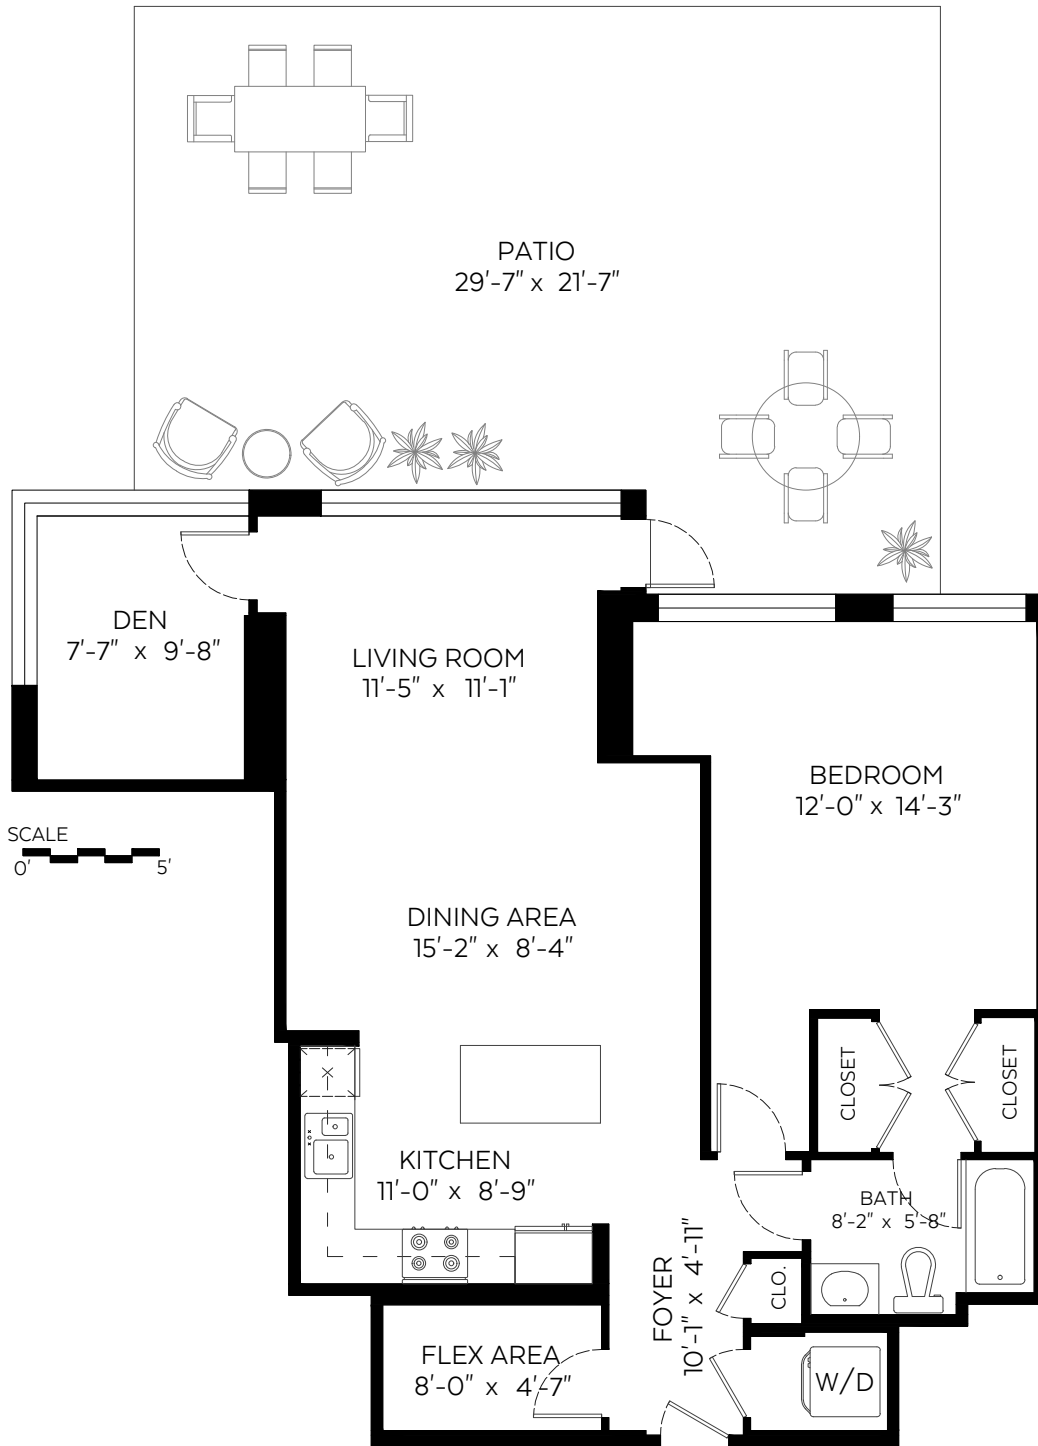 PATIO
29'-7" x 21'-7"
DEN
7'-7" x 9'-8"
LIVING ROOM
11'-5" x 11'-1"
BEDROOM
12'-0" x 14'-3"
SCALE
0' 5'
DINING AREA
15'-2" x 8'-4"
CLOSET
CLOSET
KITCHEN
11'-0" x 8'-9"
BATH
8'-2" x 5'-8"
FOYER
10'-1" x 4'-11"
CLO.
FLEX AREA
8'-0" x 4'-7"
W/D